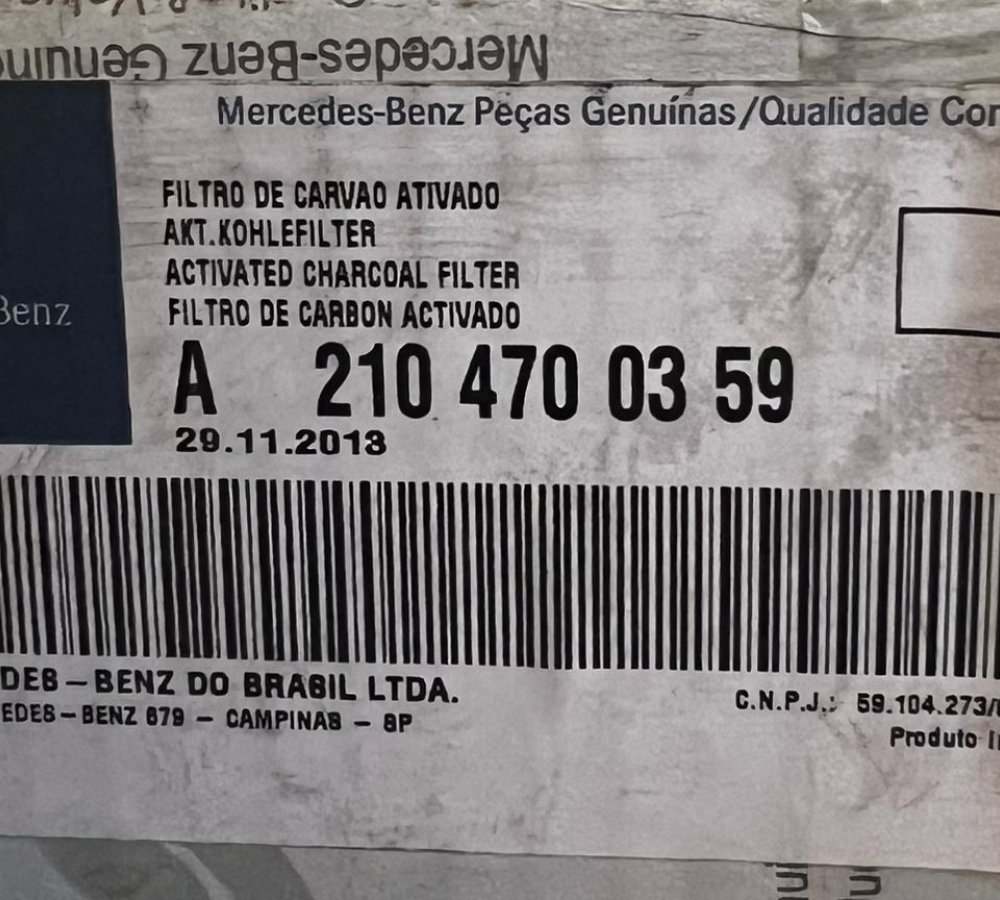 Mercedes-Benz Genuin
Mercedes-Benz Peças Genuínas/Qualidade Con
Benz
FILTRO DE CARVAO ATIVADO
AKT.KOHLEFILTER
ACTIVATED CHARCOAL FILTER
FILTRO DE CARBON ACTIVADO
A 210 470 03 59
29.11.2013
DES - BENZ DO BRASIL LTDA.
EDES - BENZ 679 - CAMPINAS - SP
C.N.P.J.: 59.104.273/
Produto